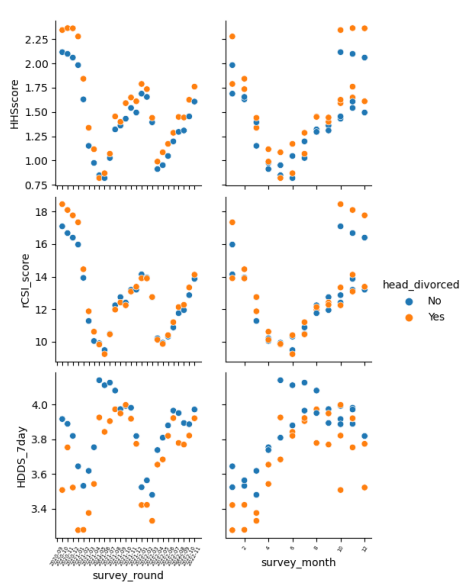 2.25
2.00
1.75
1.50
1.25
1.00
0.75
HHSscore
18
16
14
12
10
rCSI_score
head_divorced
No
Yes
4.0
3.8
3.6
3.4
HDDS_7day
2 4 6 8 10 12
survey_round
survey_month